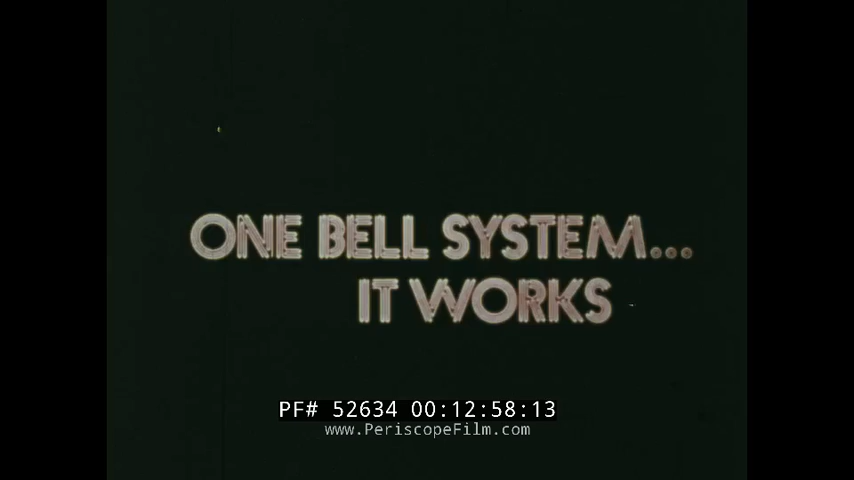 ONE BELL SYSTEM...
IT WORKS
PF# 52634 00:12:58:13
www.PeriscopeFilm.com